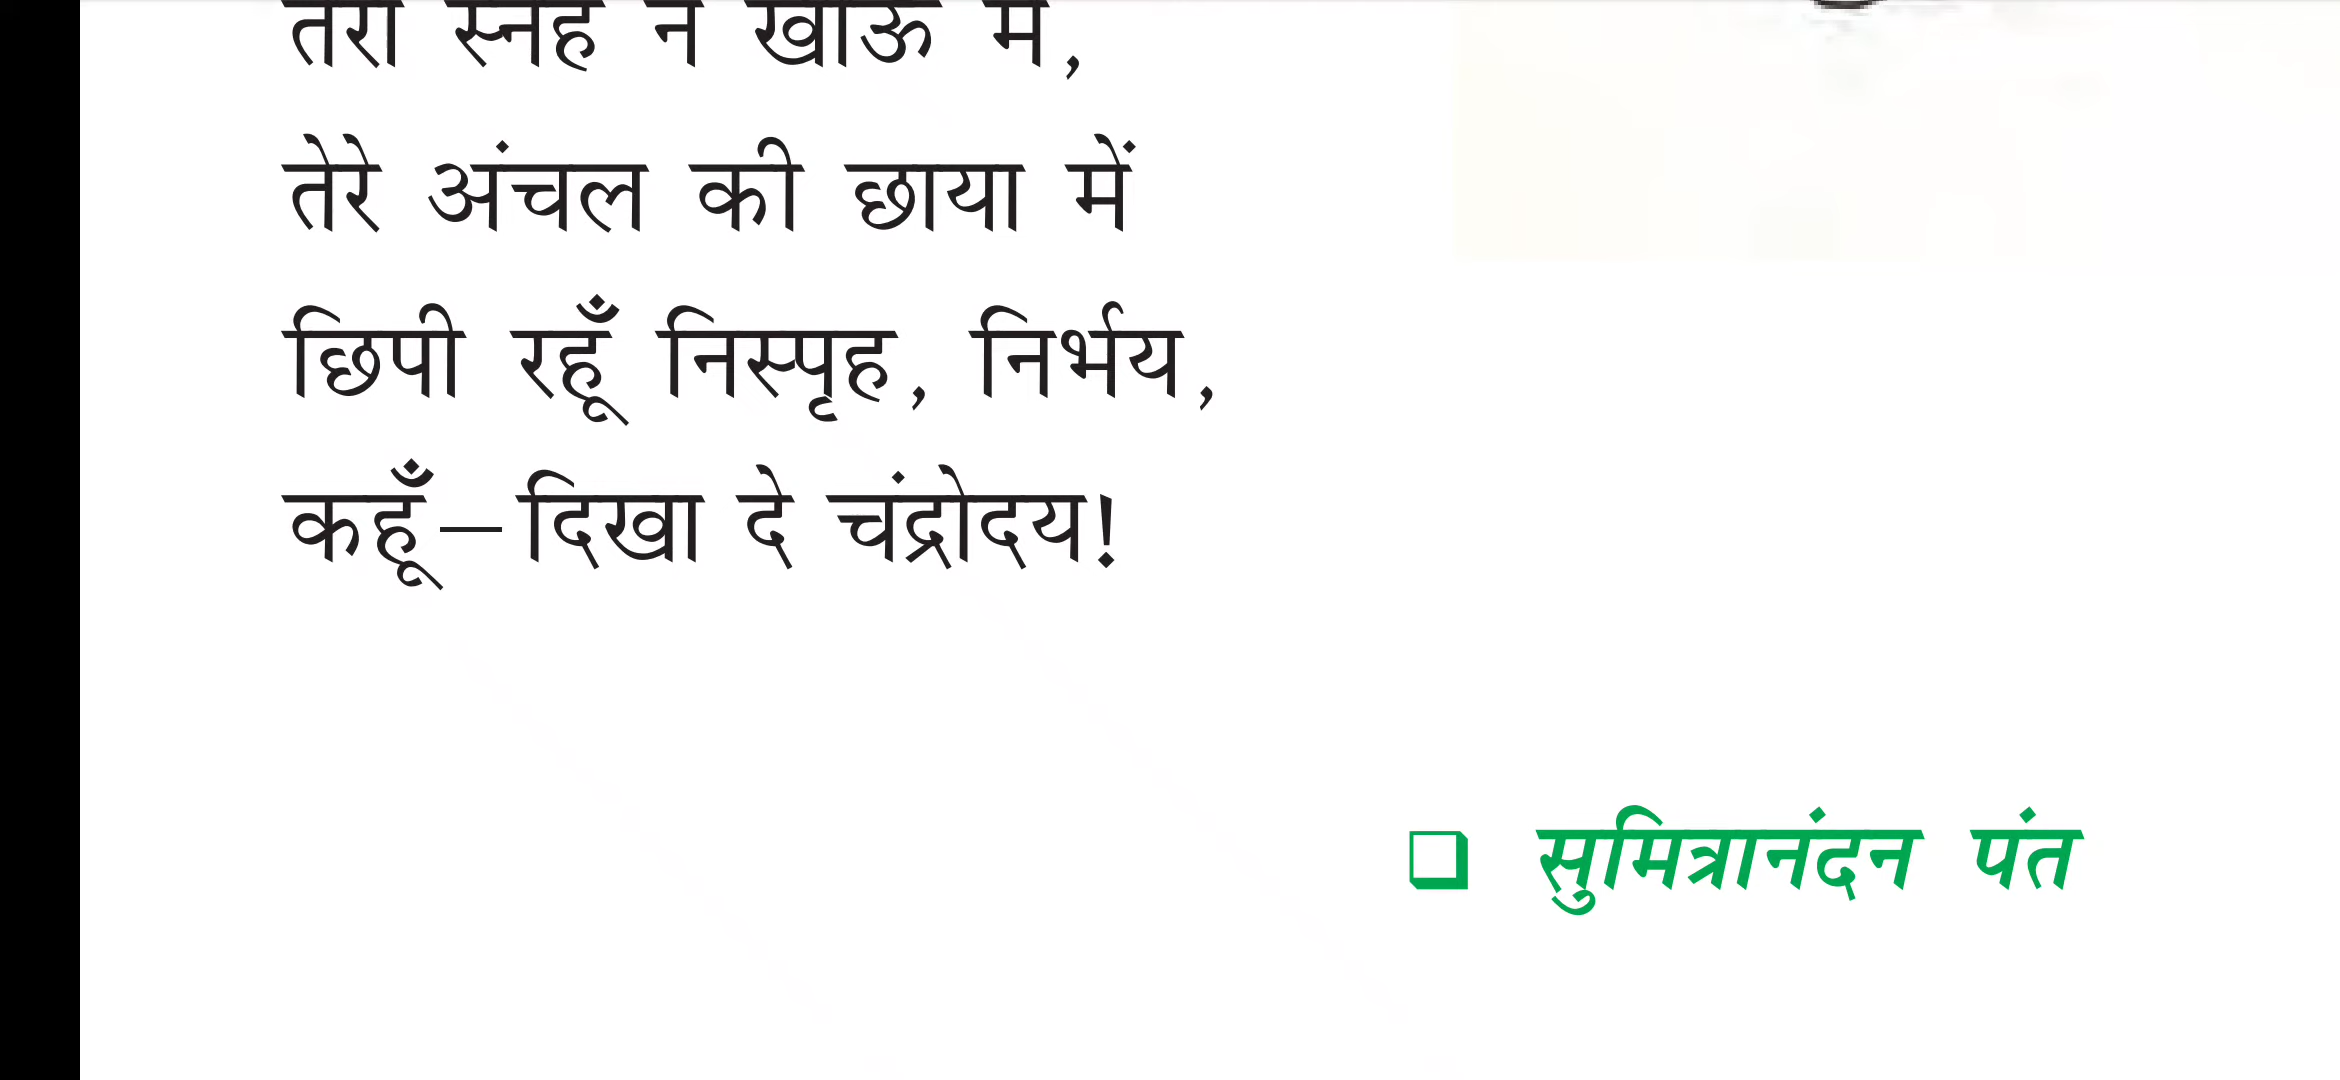 तेरा स्नेह न खोऊँ मैं,
तेरे अंचल की छाया में
छिपी रहूँ निस्पृह, निर्भय,
कहूँ—दिखा दे चंद्रोदय!
सुमित्रानंदन पंत